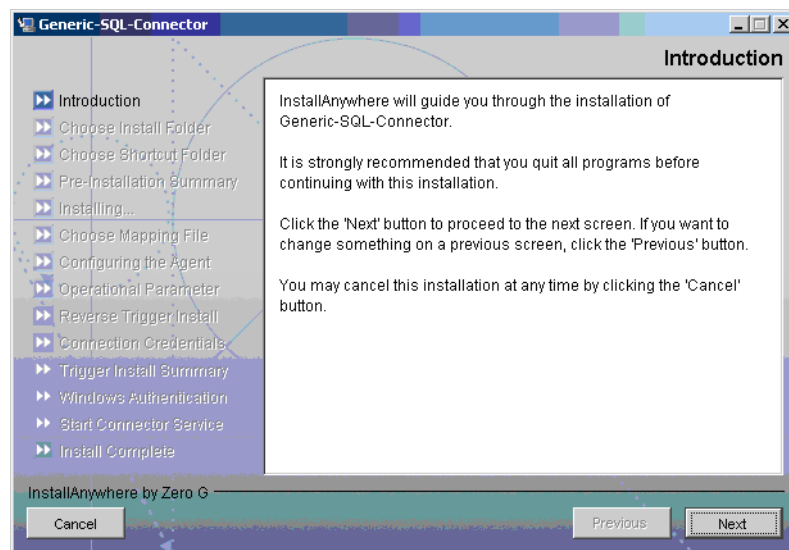 Generic-SQL-Connector
Introduction
Introduction
Choose Install Folder
Choose Shortcut Folder
Pre-Installation Summary
Installing...
Choose Mapping File
Configuring the Agent
Operational Parameter
Reverse Trigger Install
Connection Credentials
Trigger Install Summary
Windows Authentication
Start Connector Service
Install Complete
InstallAnywhere will guide you through the installation of
Generic-SQL-Connector.
It is strongly recommended that you quit all programs before
continuing with this installation.
Click the 'Next' button to proceed to the next screen. If you want to
change something on a previous screen, click the 'Previous' button.
You may cancel this installation at any time by clicking the 'Cancel'
button.
InstallAnywhere by Zero G
Cancel
Previous
Next